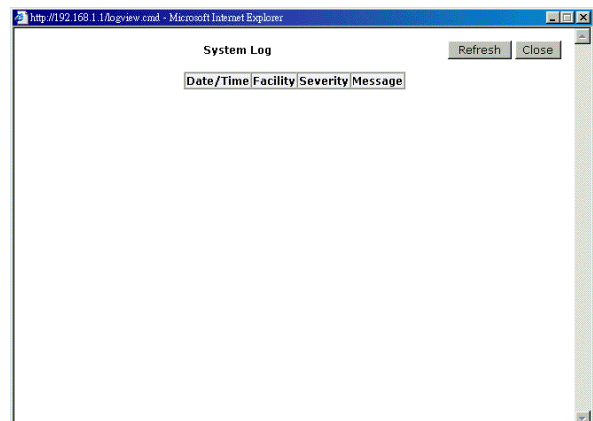 http://192.168.1.1/logview.cmd - Microsoft Internet Explorer
System Log
Refresh Close
Date/Time Facility Severity Message